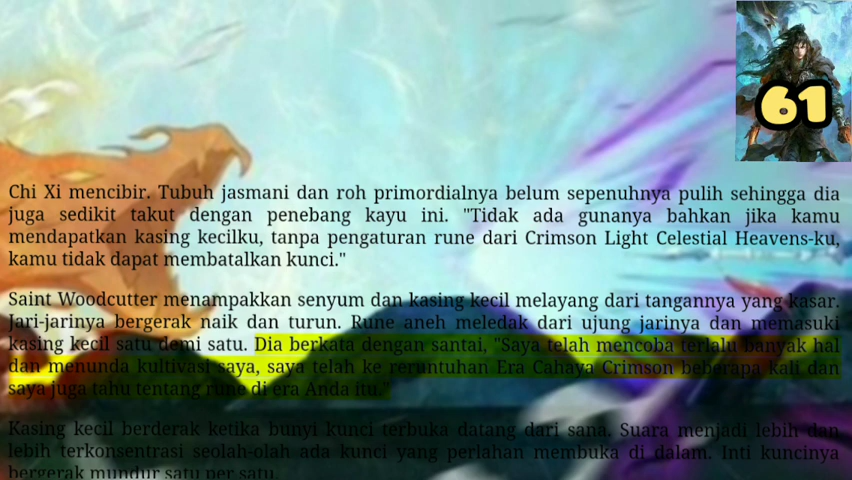 61
Chi Xi mencibir. Tubuh jasmani dan roh primordialnya belum sepenuhnya pulih sehingga dia
juga sedikit takut dengan penebang kayu ini. "Tidak ada gunanya bahkan jika kamu
mendapatkan kasing kecilku, tanpa pengaturan rune dari Crimson Light Celestial Heavens-ku,
kamu tidak dapat membatalkan kunci."
Saint Woodcutter menampakkan senyum dan kasing kecil melayang dari tangannya yang kasar.
Jari-jarinya bergerak naik dan turun. Rune aneh meledak dari ujung jarinya dan memasuki
kasing kecil satu demi satu. Dia berkata dengan santai, "Saya telah mencoba terlalu banyak hal
dan menunda kultivasi saya, saya telah ke reruntuhan Era Cahaya Crimson beberapa kali dan
saya juga tahu tentang rune di era Anda itu."
Kasing kecil berderak ketika bunyi kunci terbuka datang dari sana. Suara menjadi lebih dan
lebih terkonsentrasi seolah-olah ada kunci yang perlahan membuka di dalam. Inti kuncinya
bergerak mundur satu per satu.